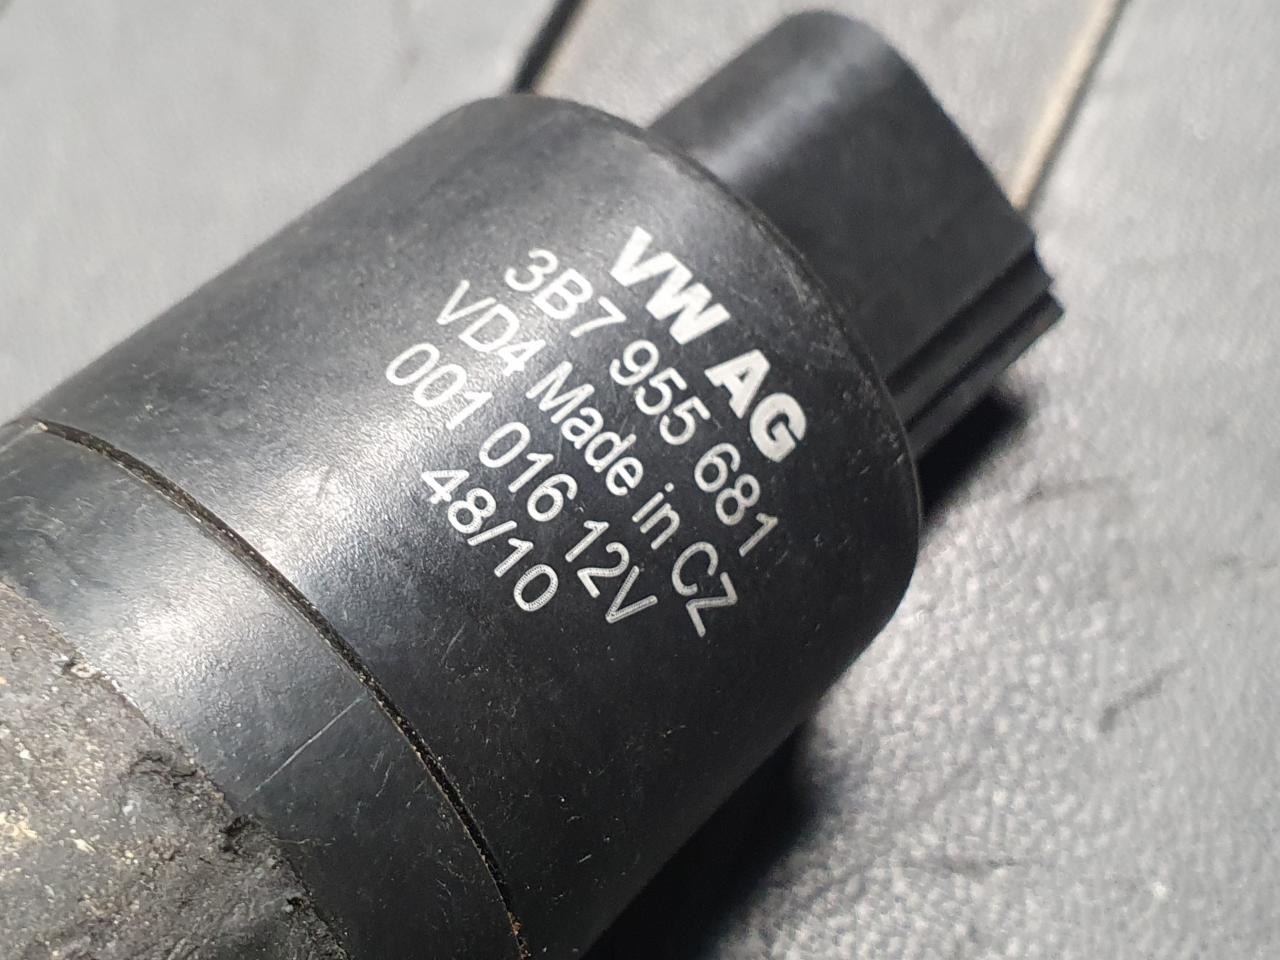 VW AG
3B7 955 681
VD4 Made in CZ
001 016 12V
48/10